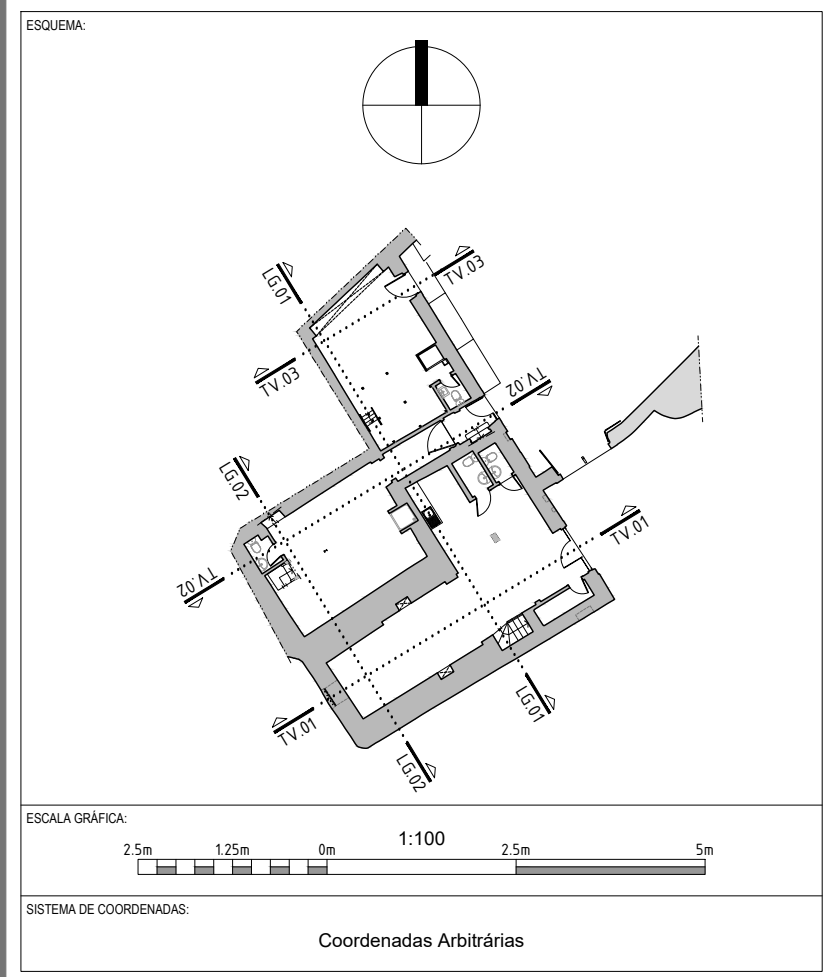 ESQUEMA:
LG.01
TV.03
TV.03
TV.02
LG.02
TV.01
TV.02
LG.01
TV.01
LG.02
ESCALA GRÁFICA:
1:100
2.5m 1.25m 0m 2.5m 5m
SISTEMA DE COORDENADAS:
Coordenadas Arbitrárias